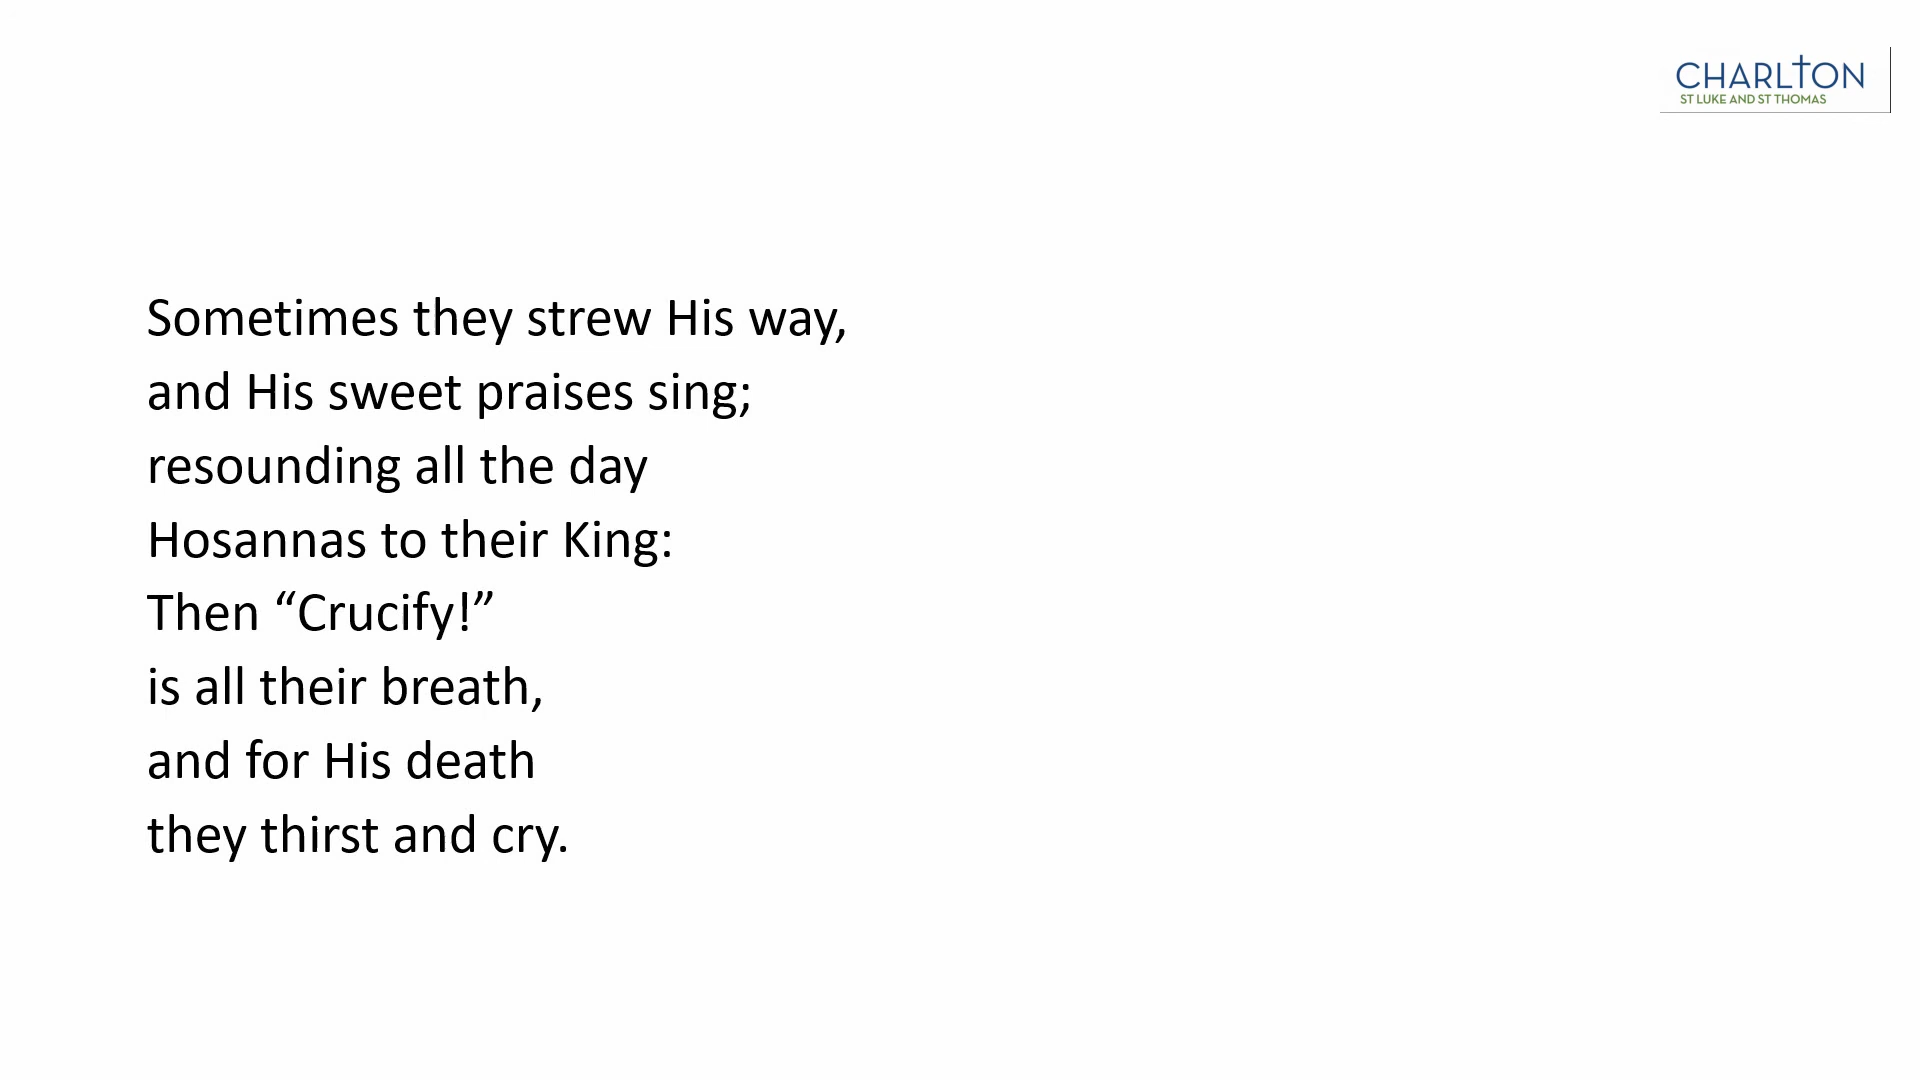 CHARLTON
ST LUKE AND ST THOMAS
Sometimes they strew His way,
and His sweet praises sing;
resounding all the day
Hosannas to their King:
Then “Crucify!”
is all their breath,
and for His death
they thirst and cry.